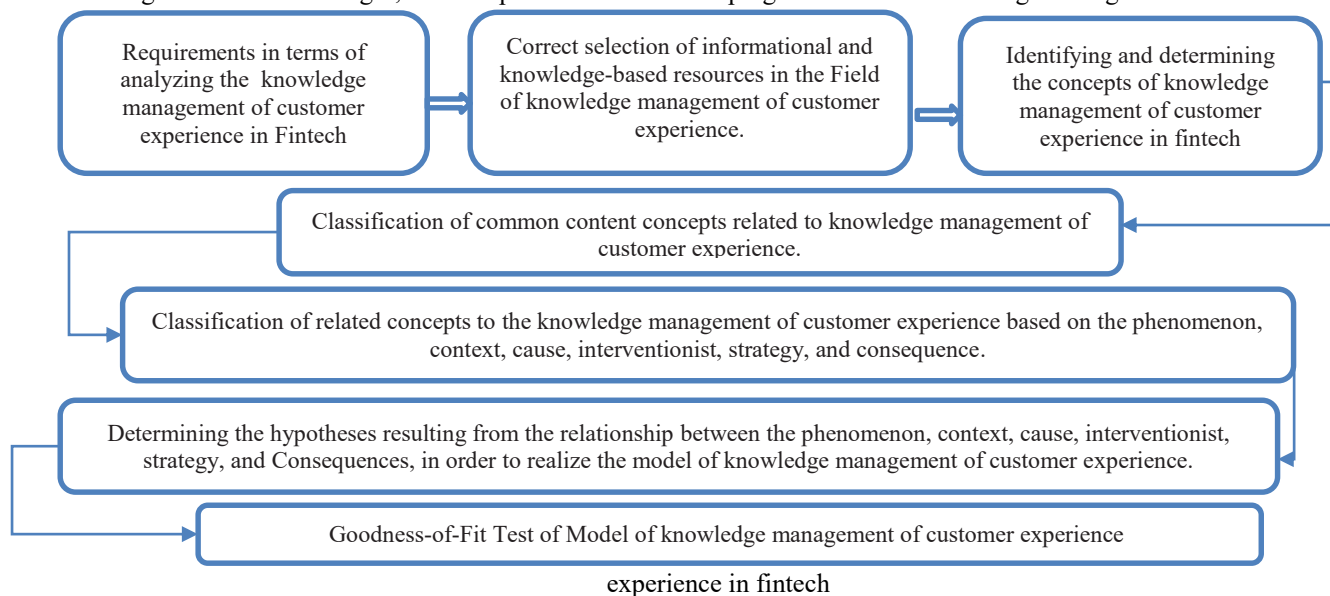 Requirements in terms of
analyzing the knowledge
management of customer
experience in Fintech
Correct selection of informational and
knowledge-based resources in the Field
of knowledge management of customer
experience.
Identifying and determining
the concepts of knowledge
management of customer
experience in fintech
Classification of common content concepts related to knowledge management of
customer experience.
Classification of related concepts to the knowledge management of customer experience based on the phenomenon,
context, cause, interventionist, strategy, and consequence.
Determining the hypotheses resulting from the relationship between the phenomenon, context, cause, interventionist,
strategy, and Consequences, in order to realize the model of knowledge management of customer experience.
Goodness-of-Fit Test of Model of knowledge management of customer experience
experience in fintech